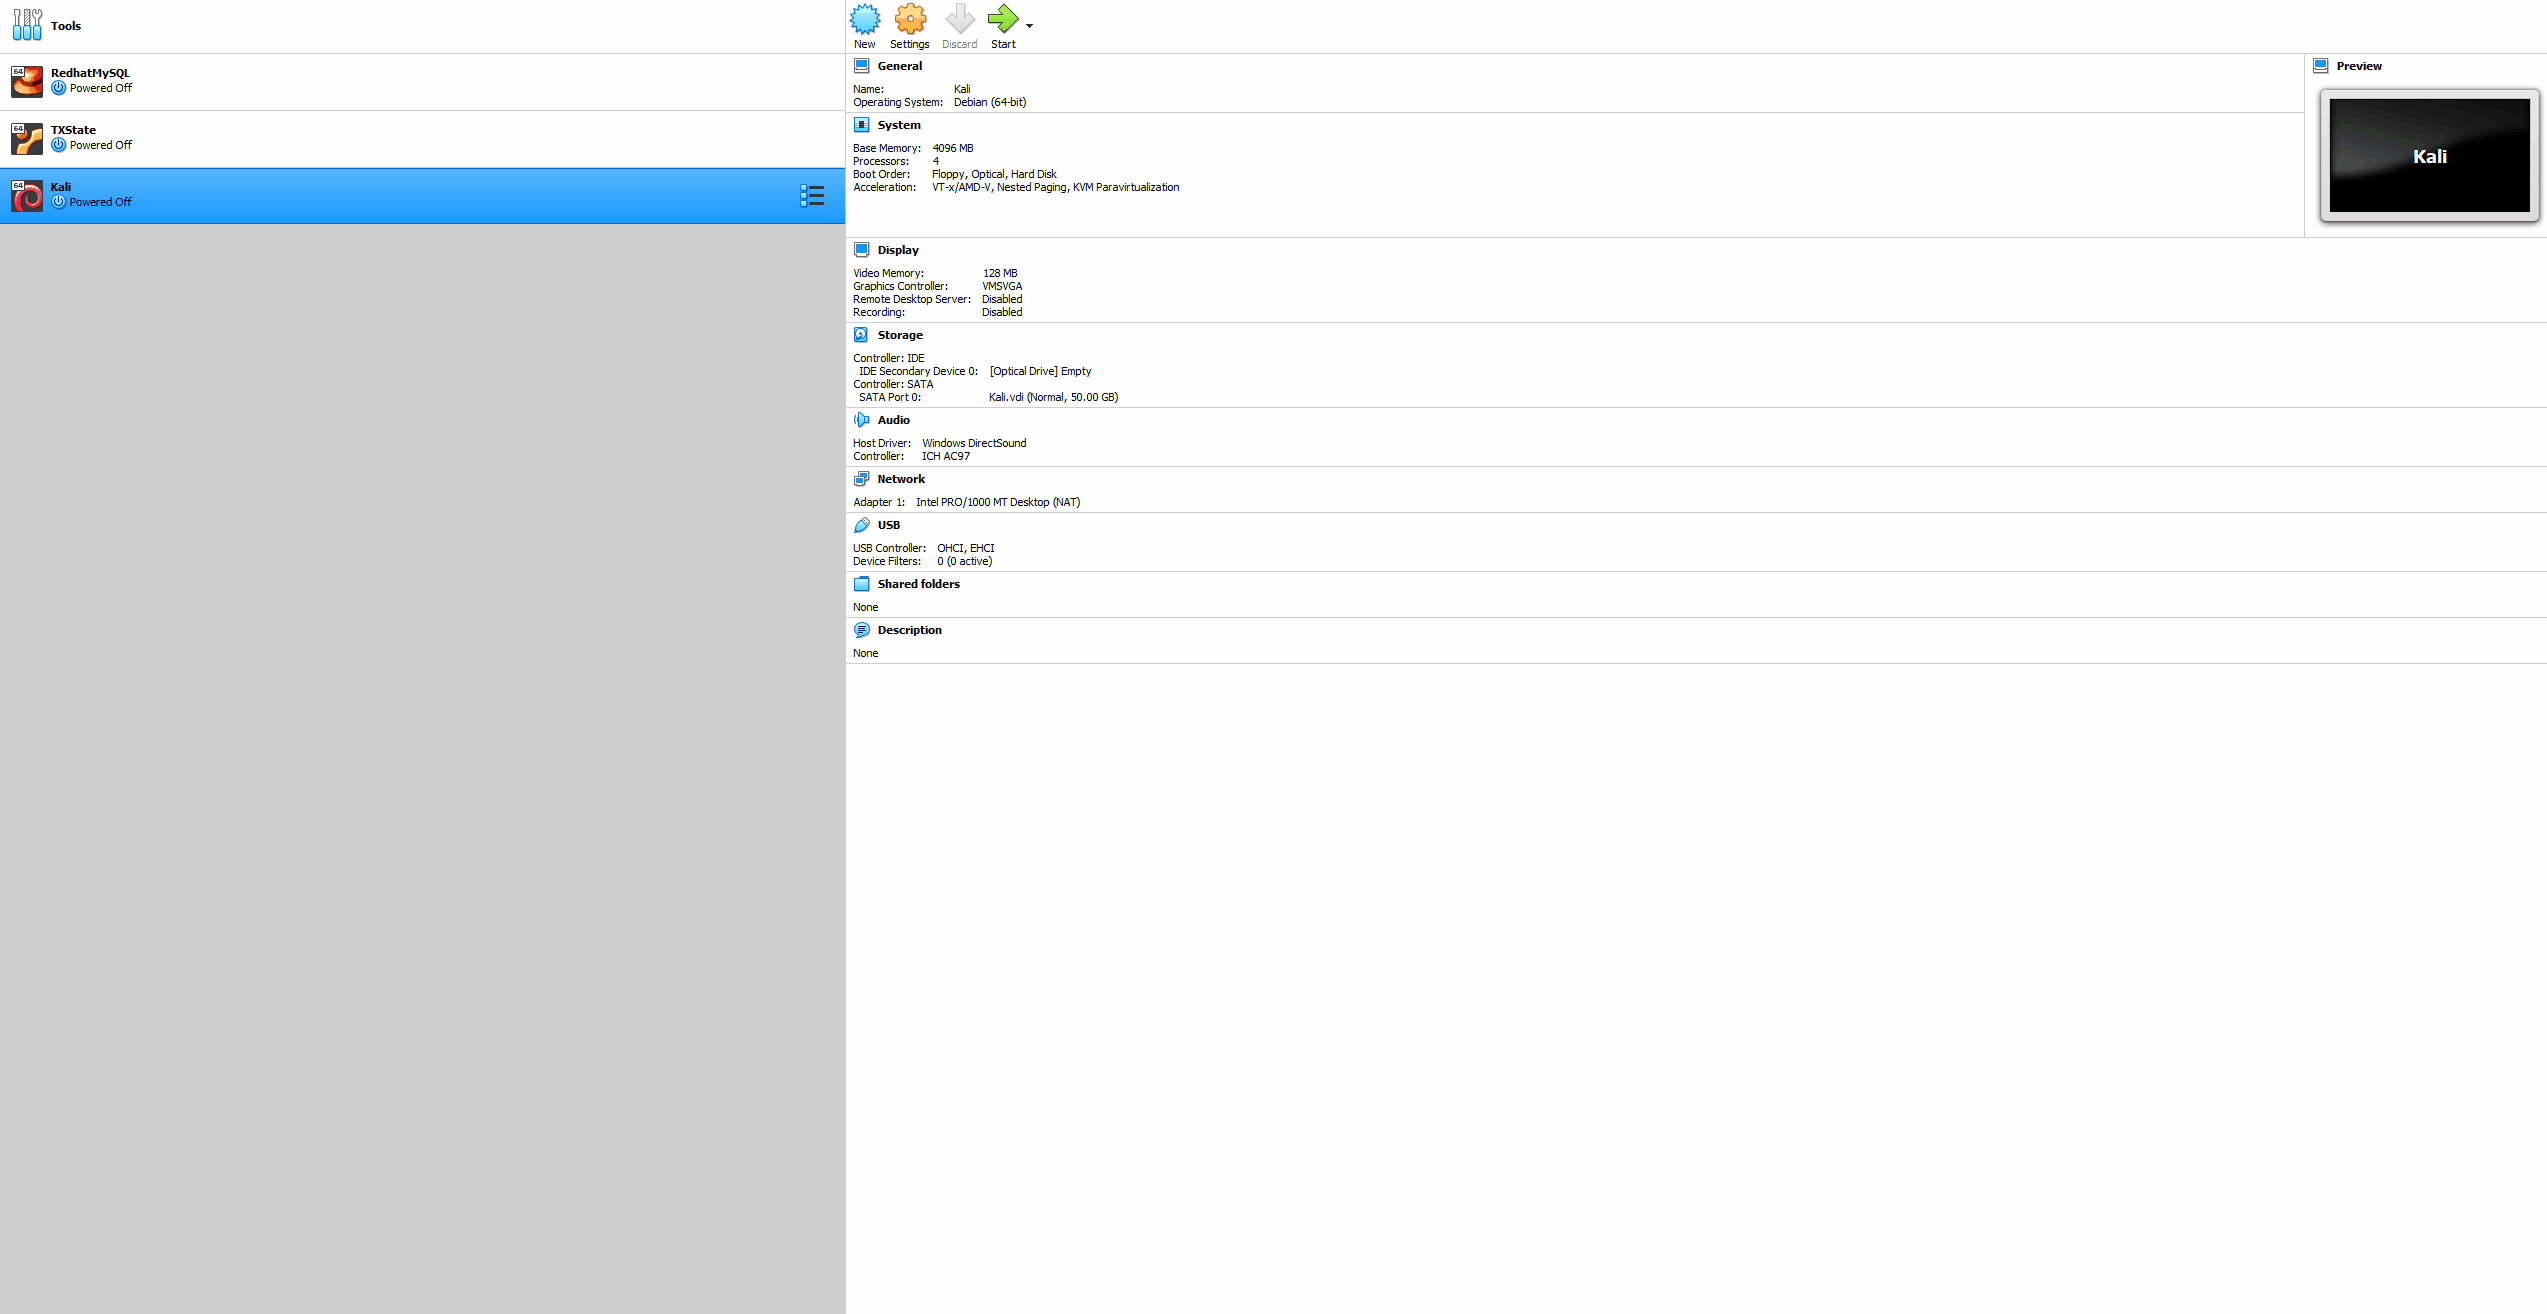 Tools
64
RedhatMySQL
Powered Off
64
TXState
Powered Off
64
Kali
Powered Off
New Settings Discard Start
General
Name: Kali
Operating System: Debian (64-bit)
System
Base Memory: 4096 MB
Processors: 4
Boot Order: Floppy, Optical, Hard Disk
Acceleration: VT-x/AMD-V, Nested Paging, KVM Paravirtualization
Preview
Kali
Display
Video Memory: 128 MB
Graphics Controller: VMSVGA
Remote Desktop Server: Disabled
Recording: Disabled
Storage
Controller: IDE
IDE Secondary Device 0: [Optical Drive] Empty
Controller: SATA
SATA Port 0: Kali.vdi (Normal, 50.00 GB)
Audio
Host Driver: Windows DirectSound
Controller: ICH AC97
Network
Adapter 1: Intel PRO/1000 MT Desktop (NAT)
USB
USB Controller: OHCI, EHCI
Device Filters: 0 (0 active)
Shared folders
None
Description
None